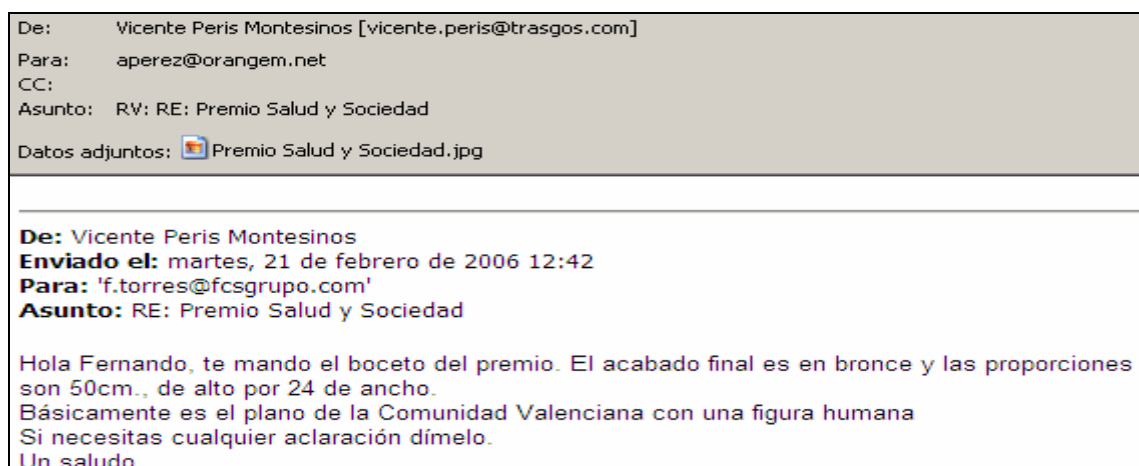 De: Vicente Peris Montesinos [vicente.peris@trasgos.com]
Para: aperez@orangem.net
CC:
Asunto: RV: RE: Premio Salud y Sociedad
Datos adjuntos: Premio Salud y Sociedad.jpg
De: Vicente Peris Montesinos
Enviado el: martes, 21 de febrero de 2006 12:42
Para: 'f.torres@fcsgrupo.com'
Asunto: RE: Premio Salud y Sociedad
Hola Fernando, te mando el boceto del premio. El acabado final es en bronce y las proporciones
son 50cm., de alto por 24 de ancho.
Básicamente es el plano de la Comunidad Valenciana con una figura humana
Si necesitas cualquier aclaración dímelo.
Un saludo